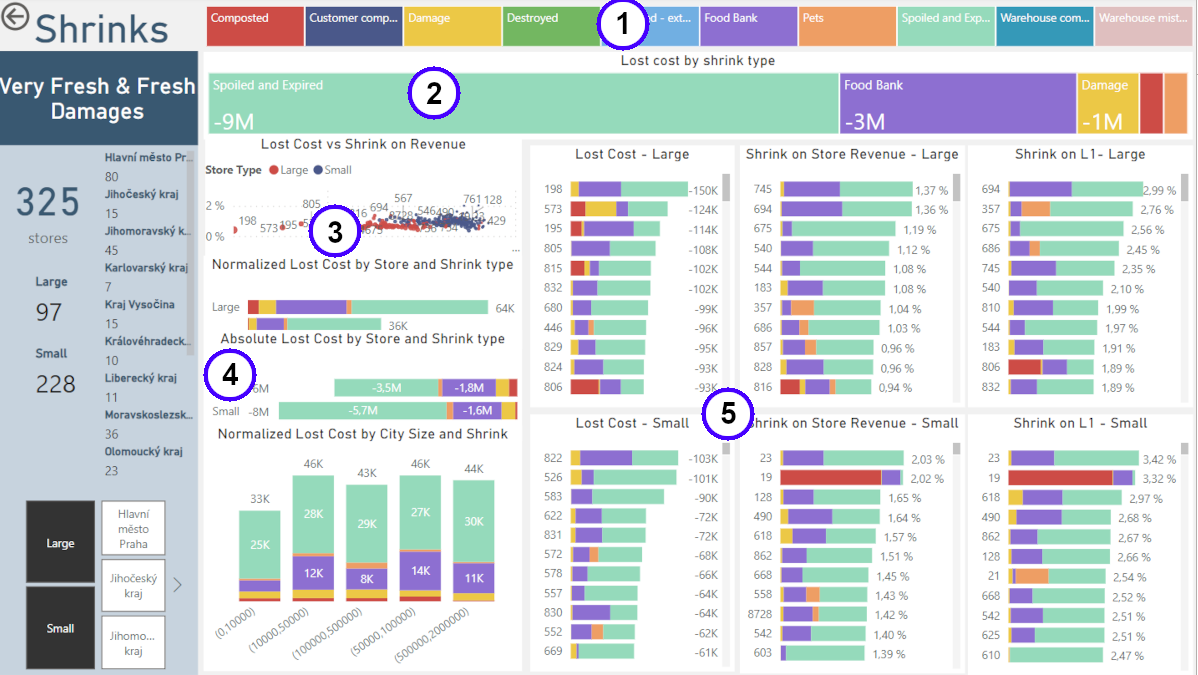 Shrinks
Composted
Customer comp...
Damage
Destroyed
1
d - ext...
Food Bank
Pets
Spoiled and Exp...
Warehouse com...
Warehouse mist...
Very Fresh & Fresh
Damages
325
stores
Large
97
Small
228
Hlavní město Pr...
80
Jihočeský kraj
15
Jihomoravský k...
45
Karlovarský kraj
7
Kraj Vysočina
15
Královéhradeck...
10
Liberecký kraj
11
Moravskoslezsk...
36
Olomoucký kraj
23
Large
Small
Hlavní
město
Praha
Jihočeský
kraj
Jihomo...
kraj
Lost cost by shrink type
Spoiled and Expired
-9M
2
Food Bank
-3M
Damage
-1M
Lost Cost vs Shrink on Revenue
Store Type Large Small
2 %
0 %
198
573
805
694
567
761
128
429
3
...
Normalized Lost Cost by Store and Shrink type
Large 64K
36K
Absolute Lost Cost by Store and Shrink type
4
-3,5M -1,8M
Small -8M -5.7M -1,6M
Normalized Lost Cost by City Size and Shrink
33K
25K
46K
28K
12K
43K
29K
8K
46K
27K
14K
44K
30K
11K
(0,10000)
(10000,50000)
(100000,500000)
(50000,100000)
(500000,2000000)
Lost Cost - Large
198 -150K
573 -124K
195 -114K
805 -108K
815 -102K
832 -102K
680 -99K
446 -96K
829 -95K
824 -93K
806 -93K
Shrink on Store Revenue - Large
745 1,37 %
694 1,36 %
675 1,19 %
540 1,12 %
544 1,08 %
183 1,08 %
357 1,04 %
686 1,03 %
857 0,96 %
828 0,96 %
816 0,94 %
Shrink on L1- Large
694 2,99 %
357 2,76 %
675 2,56 %
686 2,45 %
745 2,35 %
540 2,10 %
810 1,99 %
544 1,97 %
183 1,91 %
806 1,89 %
832 1,89 %
5
Lost Cost - Small
822 -103K
526 -101K
583 -90K
622 -72K
831 -72K
572 -68K
578 -66K
557 -64K
830 -64K
552 -62K
669 -61K
Shrink on Store Revenue - Small
23 2,03 %
19 2,02 %
128 1,65 %
490 1,64 %
618 1,57 %
862 1,51 %
668 1,45 %
558 1,43 %
8728 1,42 %
542 1,40 %
603 1,39 %
Shrink on L1 - Small
23 3,42 %
19 3,32 %
618 2,97 %
490 2,68 %
862 2,67 %
128 2,66 %
21 2,54 %
668 2,52 %
542 2,51 %
625 2,51 %
610 2,47 %